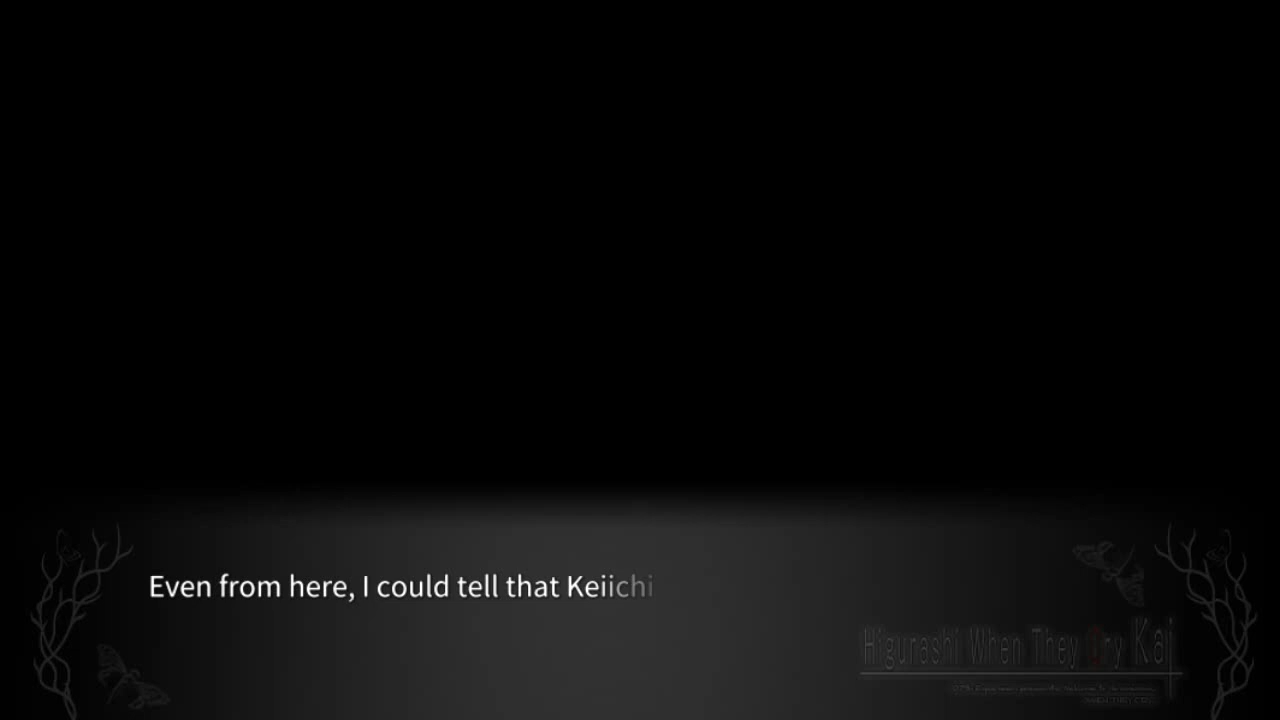 Even from here, I could tell that Keiichi
Higurashi When They Cry Kai